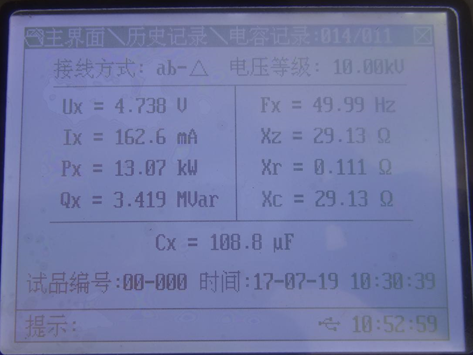 主界面\历史记录\电容记录:014/011
接线方式: ab-△ 电压等级: 10.00kV
Ux = 4.738 V Fx = 49.99 Hz
Ix = 162.6 mA Xz = 29.13 Ω
Px = 13.07 kW Xr = 0.111 Ω
Qx = 3.419 MVar Xc = 29.13 Ω
Cx = 108.8 μF
试品编号:00-000 时间:17-07-19 10:30:39
提示: 10:52:59